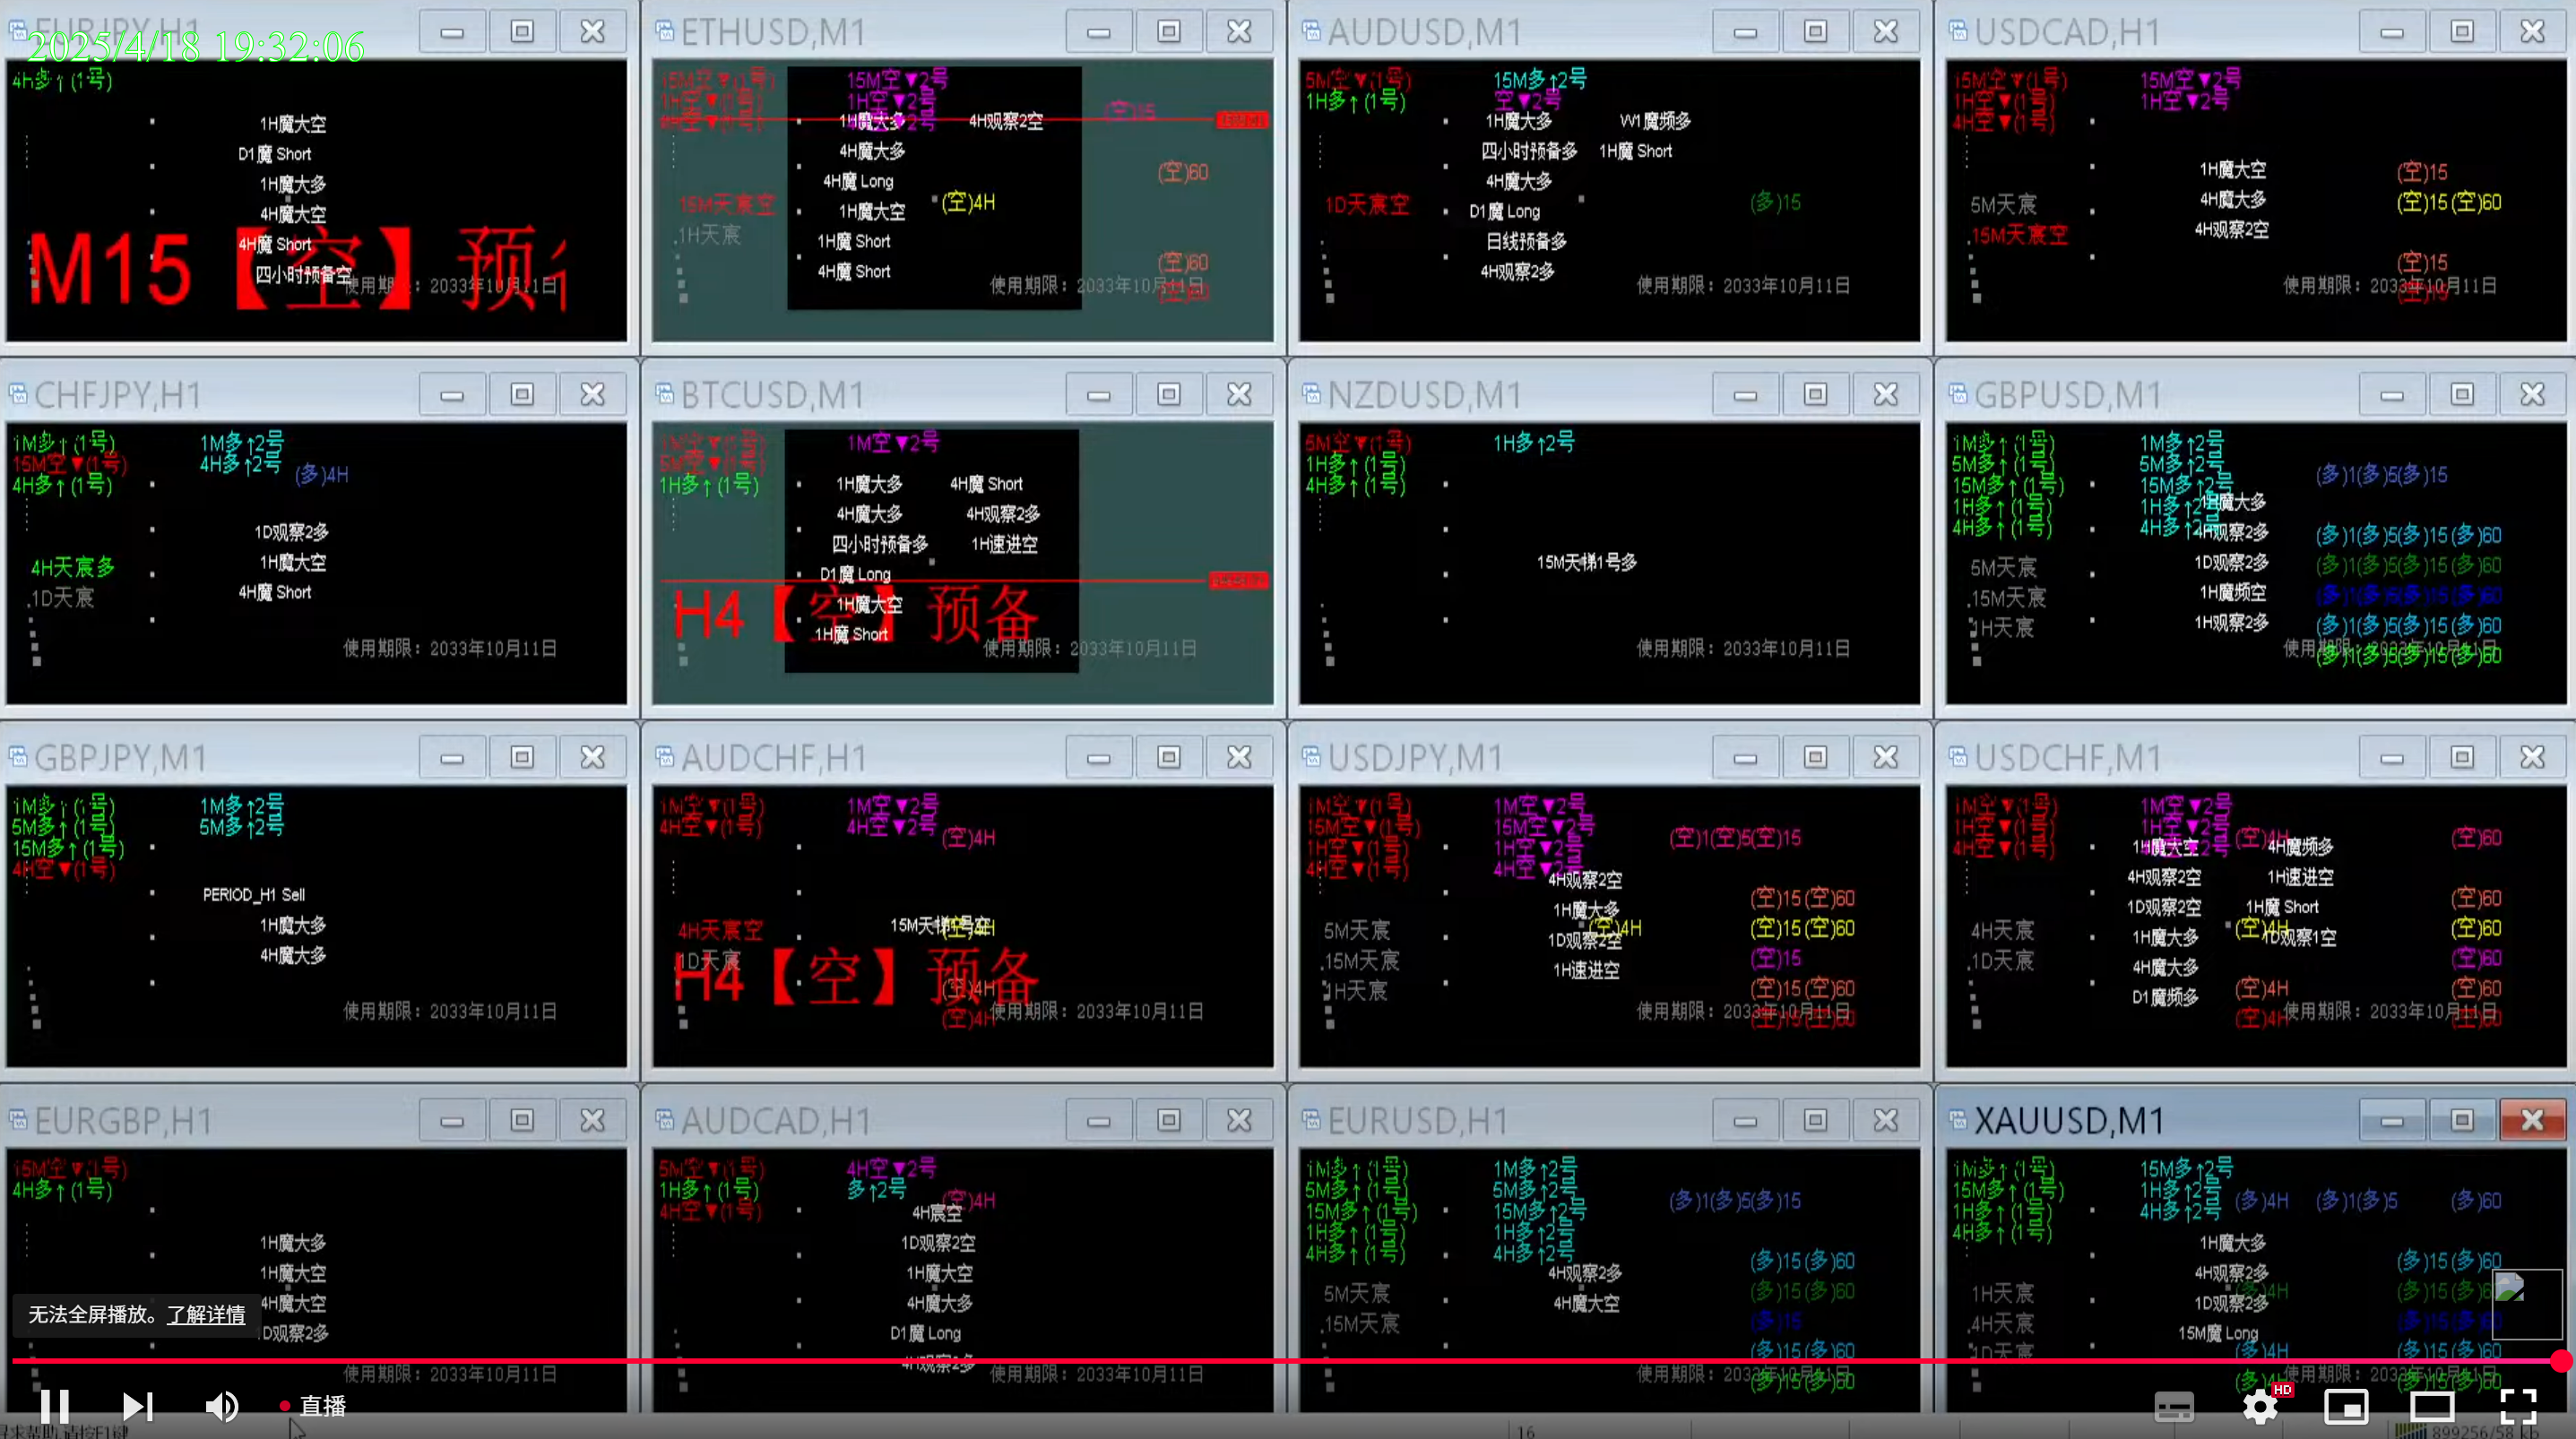 EURJPY,H1
2025/4/18 19:32:06
4H多↑(1号)
1H魔大空
D1魔 Short
1H魔大多
4H魔大空
4H魔 Short
四小时预备空
M15【空】预
使用期限：2033年10月11日
ETHUSD,M1
15M空▼(1号)
1H空▼(1号)
4H空▼(1号)
15M空▼2号
1H空▼2号
(空)15
1H魔大多
4H观察2空
4H魔大多
(空)60
4H魔 Long
15M天宸空
1H魔大空
(空)4H
1H天宸
1H魔 Short
(空)60
4H魔 Short
使用期限：2033年10月11日
AUDUSD,M1
5M空▼(1号)
1H多↑(1号)
15M多↑2号
空▼2号
1H魔大多
W1魔频多
四小时预备多
1H魔 Short
4H魔大多
1D天宸空
D1魔 Long
(多)15
日线预备多
4H观察2多
使用期限：2033年10月11日
USDCAD,H1
15M空▼(1号)
1H空▼(1号)
4H空▼(1号)
15M空▼2号
1H空▼2号
1H魔大空
(空)15
4H魔大多
(空)15(空)60
5M天宸
4H观察2空
15M天宸空
(空)15
(空)15
使用期限：2033年10月11日
CHFJPY,H1
1M多↑(1号)
15M空▼(1号)
4H多↑(1号)
1M多↑2号
4H多↑2号
(多)4H
1D观察2多
1H魔大空
4H天宸多
4H魔 Short
.1D天宸
使用期限：2033年10月11日
BTCUSD,M1
1M空▼(1号)
5M空▼(1号)
1H多↑(1号)
1M空▼2号
1H魔大多
4H魔 Short
4H魔大多
4H观察2多
四小时预备多
1H速进空
D1魔 Long
1H魔大空
1H魔 Short
H4【空】预备
使用期限：2033年10月11日
NZDUSD,M1
5M空▼(1号)
1H多↑(1号)
4H多↑(1号)
1H多↑2号
15M天梯1号多
使用期限：2033年10月11日
GBPUSD,M1
1M多↑(1号)
5M多↑(1号)
15M多↑(1号)
1H多↑(1号)
4H多↑(1号)
1M多↑2号
5M多↑2号
15M多↑2号
1H多↑2号
4H多↑2号
(多)1(多)5(多)15
1H魔大多
4H观察2多
(多)1(多)5(多)15(多)60
1D观察2多
(多)1(多)5(多)15(多)60
5M天宸
1H魔频空
(多)1(多)5(多)15(多)60
.15M天宸
1H观察2多
(多)1(多)5(多)15(多)60
1H天宸
(多)1(多)5(多)15(多)60
使用期限：2033年10月11日
GBPJPY,M1
1M多↑(1号)
5M多↑(1号)
15M多↑(1号)
4H空▼(1号)
1M多↑2号
5M多↑2号
PERIOD_H1 Sell
1H魔大多
4H魔大多
使用期限：2033年10月11日
AUDCHF,H1
1M空▼(1号)
4H空▼(1号)
1M空▼2号
4H空▼2号
(空)4H
15M天梯1号空
(空)4H
4H天宸空
.1D天宸
H4【空】预备
(空)4H
(空)4H
使用期限：2033年10月11日
USDJPY,M1
1M空▼(1号)
15M空▼(1号)
1H空▼(1号)
4H空▼(1号)
1M空▼2号
15M空▼2号
1H空▼2号
4H空▼2号
(空)1(空)5(空)15
4H观察2空
(空)15(空)60
1H魔大多
(空)4H
(空)15(空)60
5M天宸
1D观察2空
(空)15
.15M天宸
1H速进空
(空)15(空)60
1H天宸
(空)15(空)60
使用期限：2033年10月11日
USDCHF,M1
1M空▼(1号)
1H空▼(1号)
4H空▼(1号)
1M空▼2号
1H空▼2号
(空)4H
(空)60
1H魔大空
4H魔频多
4H观察2空
1H速进空
(空)60
1D观察2空
1H魔 Short
(空)4H
(空)60
4H天宸
1H魔大多
1D观察1空
(空)60
.1D天宸
4H魔大多
(空)4H
(空)60
D1魔频多
(空)4H
(空)60
使用期限：2033年10月11日
EURGBP,H1
15M空▼(1号)
4H多↑(1号)
1H魔大多
1H魔大空
4H魔大空
1D观察2多
无法全屏播放。了解详情
使用期限：2033年10月11日
AUDCAD,H1
5M空▼(1号)
1H多↑(1号)
4H空▼(1号)
4H空▼2号
多↑2号
(空)4H
4H宸空
1D观察2空
1H魔大空
4H魔大多
D1魔 Long
4H观察2多
使用期限：2033年10月11日
EURUSD,H1
1M多↑(1号)
5M多↑(1号)
15M多↑(1号)
1H多↑(1号)
4H多↑(1号)
1M多↑2号
5M多↑2号
15M多↑2号
1H多↑2号
4H多↑2号
(多)1(多)5(多)15
4H观察2多
(多)15(多)60
4H魔大空
(多)15(多)60
5M天宸
(多)15
.15M天宸
(多)15(多)60
(多)15(多)60
使用期限：2033年10月11日
XAUUSD,M1
1M多↑(1号)
15M多↑(1号)
1H多↑(1号)
4H多↑(1号)
15M多↑2号
1H多↑2号
4H多↑2号
(多)4H
(多)1(多)5
(多)60
1H魔大多
4H观察2多
(多)15(多)60
1D观察2多
1H天宸
15M魔 Long
.4H天宸
(多)4H
(多)15(多)60
1D天宸
使用期限：2033年10月11日
直播
HD
16
899256/58 kb